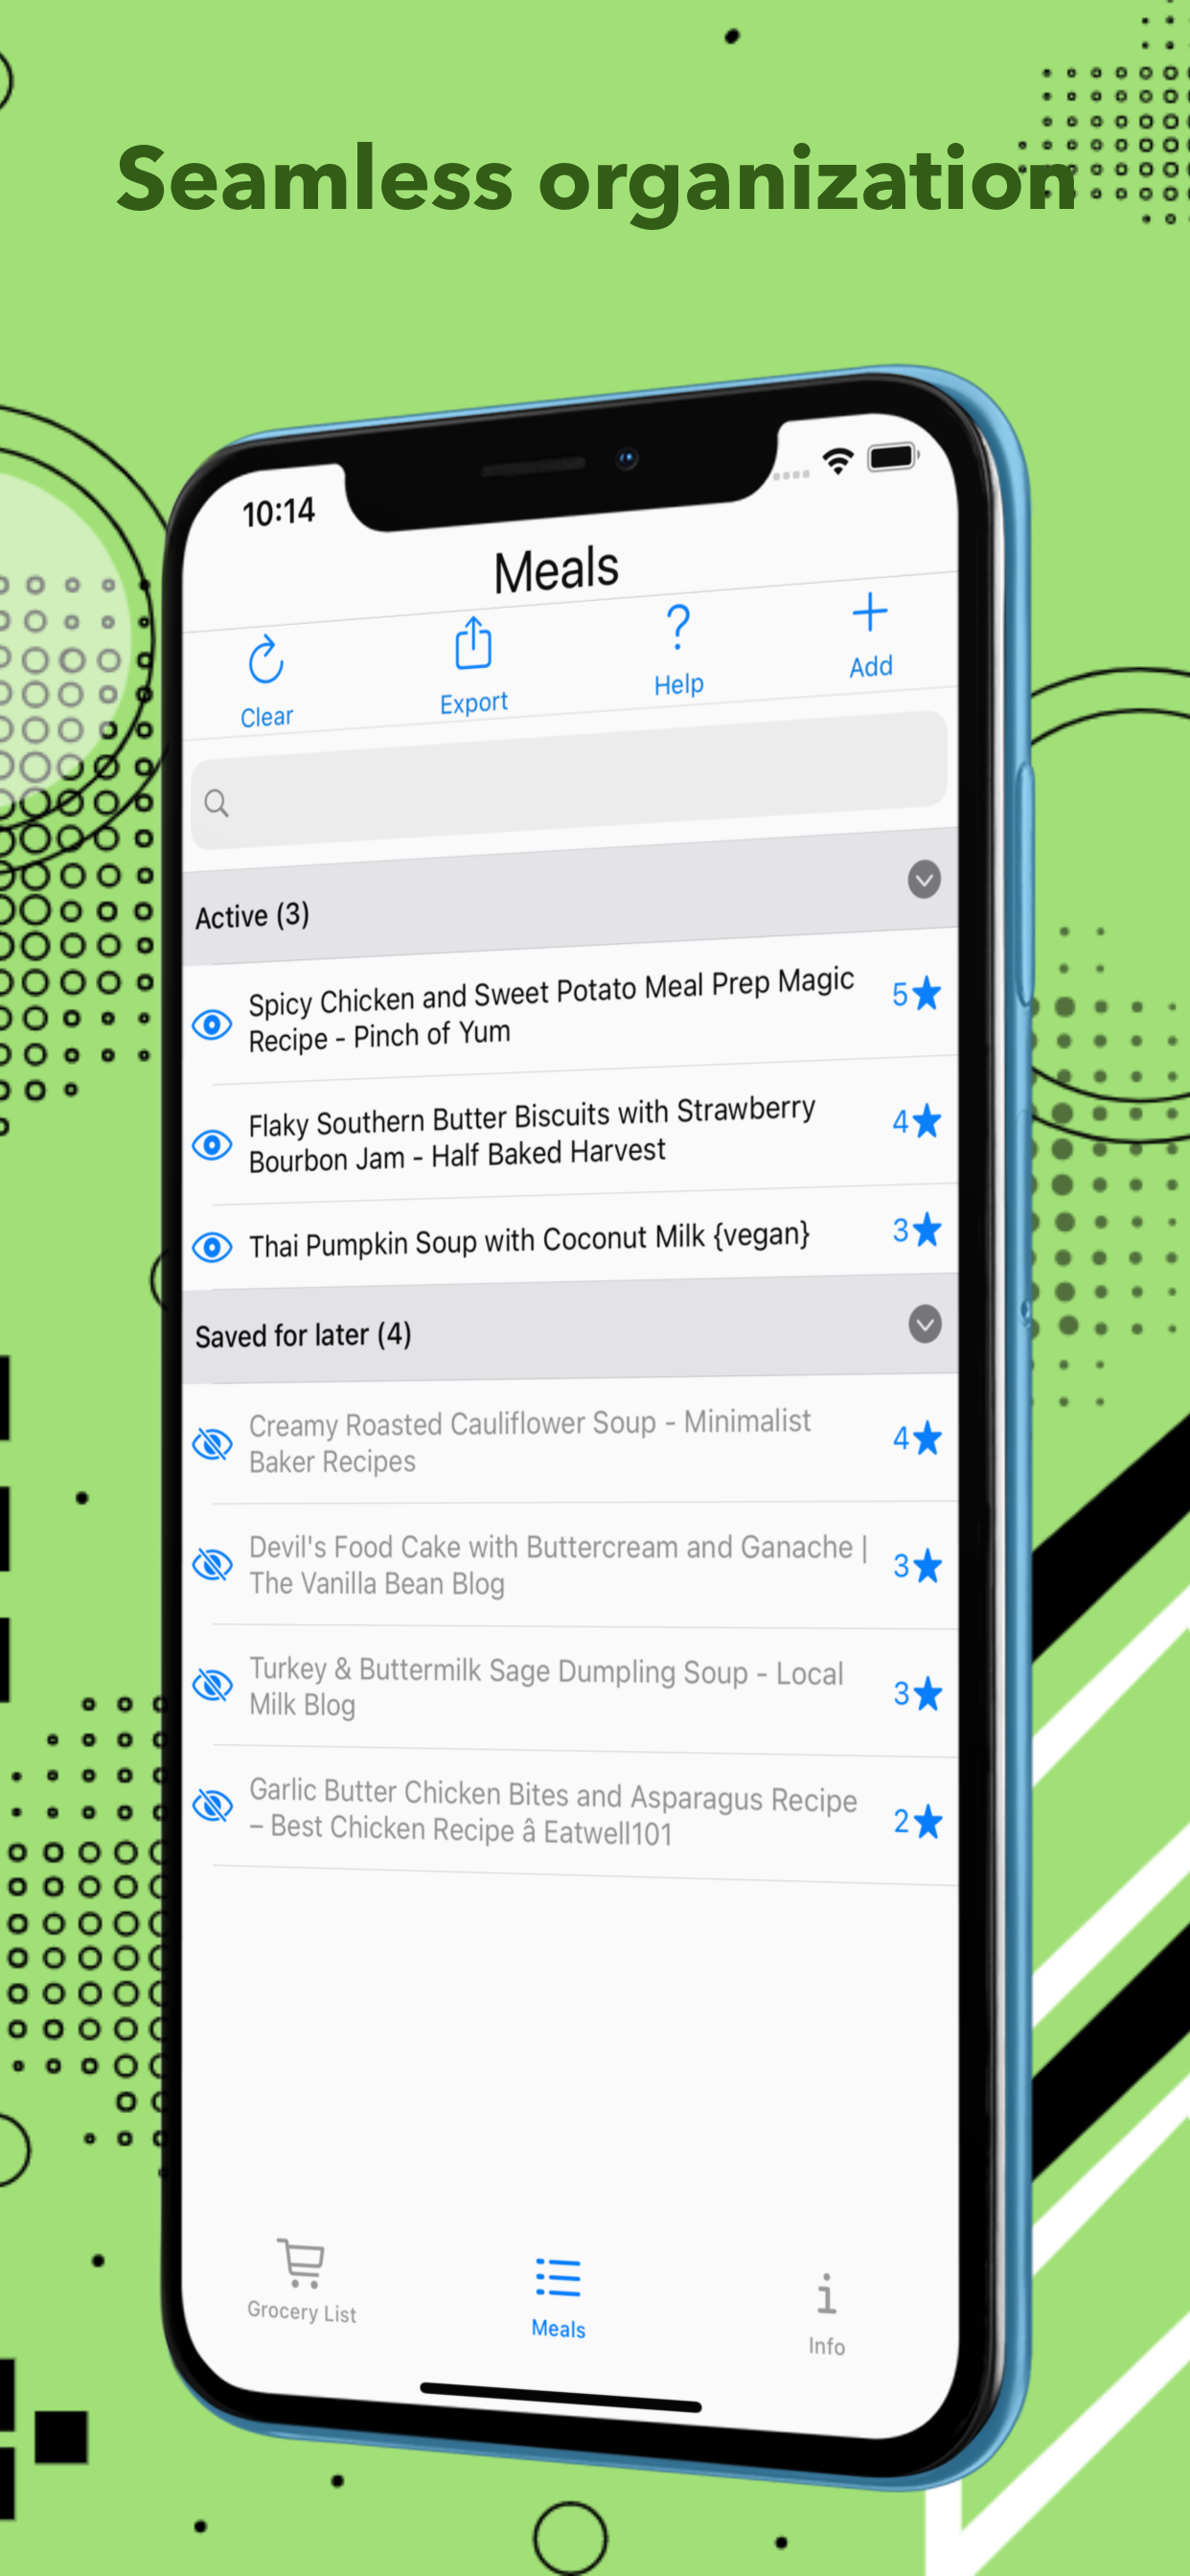 Seamless organization
10:14
Meals
Clear
Export
Help
Add
Active (3)
Spicy Chicken and Sweet Potato Meal Prep Magic
Recipe - Pinch of Yum
5
Flaky Southern Butter Biscuits with Strawberry
Bourbon Jam - Half Baked Harvest
4
Thai Pumpkin Soup with Coconut Milk {vegan}
3
Saved for later (4)
Creamy Roasted Cauliflower Soup - Minimalist
Baker Recipes
4
Devil's Food Cake with Buttercream and Ganache |
The Vanilla Bean Blog
3
Turkey & Buttermilk Sage Dumpling Soup - Local
Milk Blog
3
Garlic Butter Chicken Bites and Asparagus Recipe
– Best Chicken Recipe â Eatwell101
2
Grocery List
Meals
Info